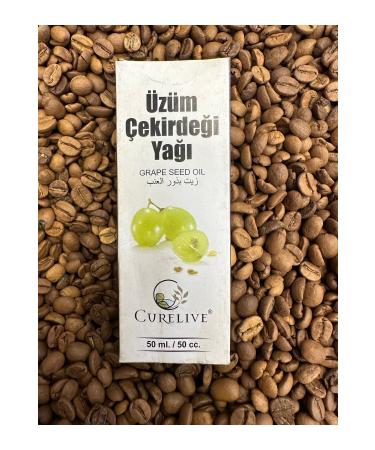 Üzüm
Çekirdeği
Yağı
GRAPE SEED OIL
زيت بذور العنب
CURELIVE®
50 ml. / 50 cc.